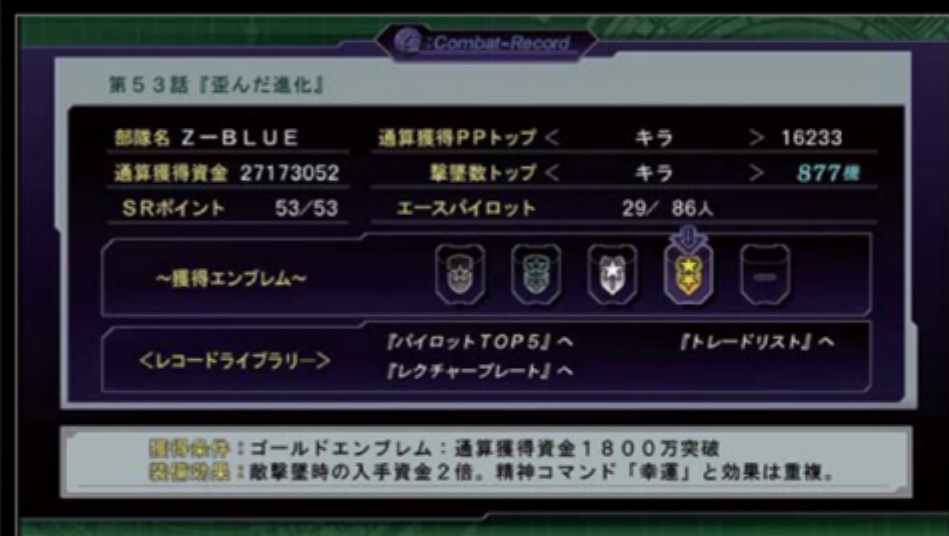 :Combat-Record
第53話『歪んだ進化』
部隊名 Z-BLUE 通算獲得PPトップ < キラ > 16233
通算獲得資金 27173052 撃墜数トップ < キラ > 877機
SRポイント 53/53 エースパイロット 29/ 86人
~獲得エンブレム~
<レコードライブラリー> 『パイロットTOP5』へ 『トレードリスト』へ
『レクチャープレート』へ
獲得条件:ゴールドエンブレム:通算獲得資金1800万突破
装備効果:敵撃墜時の入手資金2倍。精神コマンド「幸運」と効果は重複。